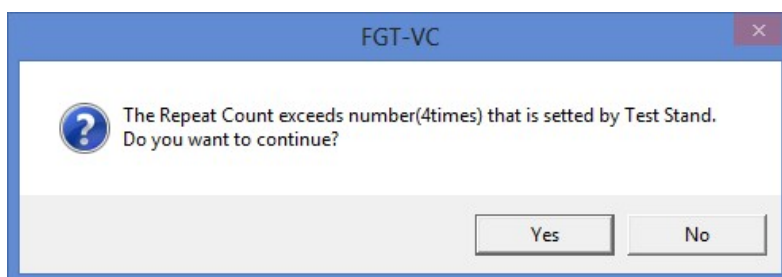 FGT-VC
The Repeat Count exceeds number(4times) that is setted by Test Stand.
Do you want to continue?
Yes No